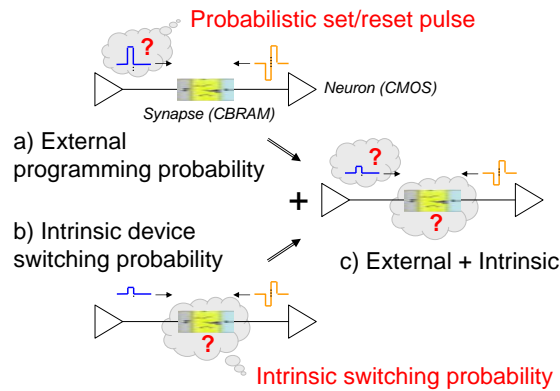 Probabilistic set/reset pulse
?
Neuron (CMOS)
Synapse (CBRAM)
a) External
programming probability
?
+
?
b) Intrinsic device
switching probability
c) External + Intrinsic
?
Intrinsic switching probability